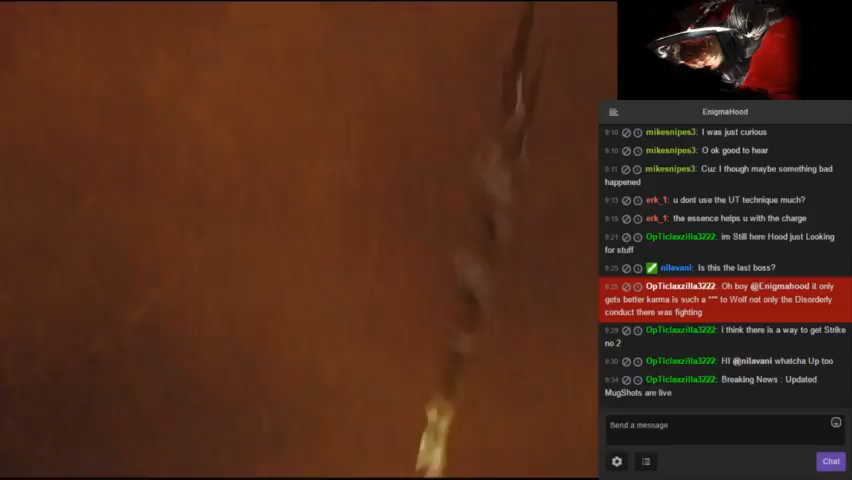 EnigmaHood
9:10 mikesnipes3: I was just curious
9:10 mikesnipes3: O ok good to hear
9:11 mikesnipes3: Cuz I though maybe something bad
happened
9:15 erk_1: u dont use the UT technique much?
9:15 erk_1: the essence helps u with the charge
9:21 OpTiclaxzilla3222: im Still here Hood just Looking
for stuff
9:25 nilavani: Is this the last boss?
OpTiclaxzilla3222: Oh boy @Enigmahood it only
gets better karma is such a *** to Wolf not only the Disorderly
conduct there was fighting
9:29 OpTiclaxzilla3222: i think there is a way to get Strike
no 2
9:30 OpTiclaxzilla3222: HI @nilavani whatcha Up too
9:34 OpTiclaxzilla3222: Breaking News : Updated
MugShots are live
Send a message
Chat